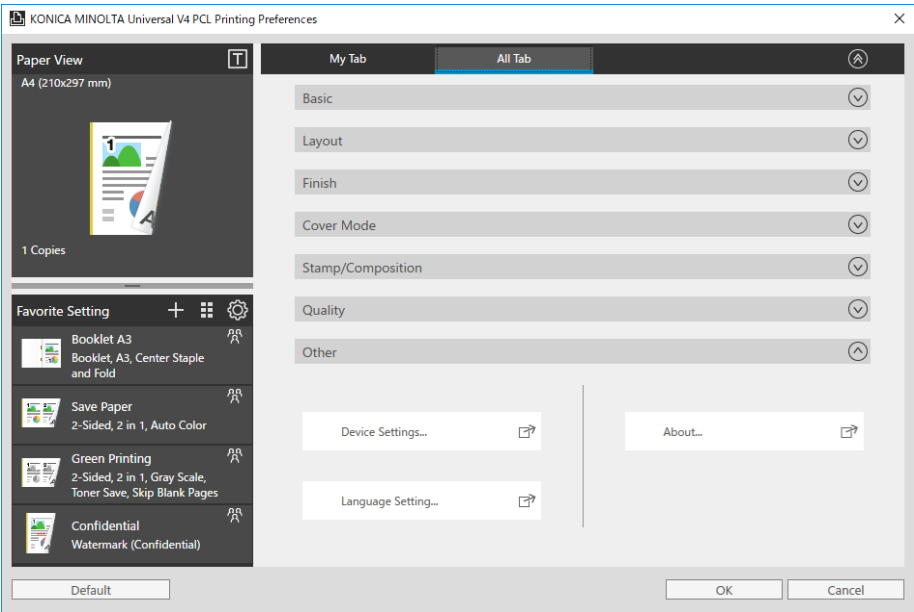 KONICA MINOLTA Universal V4 PCL Printing Preferences
Paper View
T
A4 (210x297 mm)
1
A
1 Copies
Favorite Setting
Booklet A3
Booklet, A3, Center Staple
and Fold
Save Paper
2-Sided, 2 in 1, Auto Color
Green Printing
2-Sided, 2 in 1, Gray Scale,
Toner Save, Skip Blank Pages
Confidential
Watermark (Confidential)
My Tab
All Tab
Basic
Layout
Finish
Cover Mode
Stamp/Composition
Quality
Other
Device Settings...
About...
Language Setting...
Default
OK
Cancel